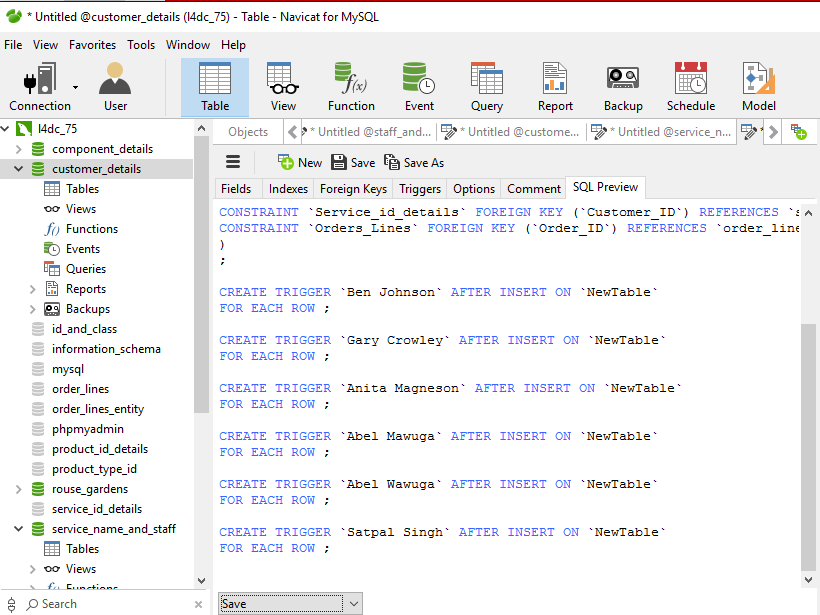 * Untitled @customer_details (l4dc_75) - Table - Navicat for MySQL
File View Favorites Tools Window Help
Connection User Table View Function Event Query Report Backup Schedule Model
l4dc_75
component_details
customer_details
Tables
Views
Functions
Events
Queries
Reports
Backups
id_and_class
information_schema
mysql
order_lines
order_lines_entity
phpmyadmin
product_id_details
product_type_id
rouse_gardens
service_id_details
service_name_and_staff
Tables
Views
Functions
Search
Objects * Untitled @staff_and... * Untitled @custome... * Untitled @service_n... *
New Save Save As
Fields Indexes Foreign Keys Triggers Options Comment SQL Preview
CONSTRAINT `Service_id_details` FOREIGN KEY (`Customer_ID`) REFERENCES `s
CONSTRAINT `Orders_Lines` FOREIGN KEY (`Order_ID`) REFERENCES `order_line
)
;
CREATE TRIGGER `Ben Johnson` AFTER INSERT ON `NewTable`
FOR EACH ROW ;
CREATE TRIGGER `Gary Crowley` AFTER INSERT ON `NewTable`
FOR EACH ROW ;
CREATE TRIGGER `Anita Magneson` AFTER INSERT ON `NewTable`
FOR EACH ROW ;
CREATE TRIGGER `Abel Mawuga` AFTER INSERT ON `NewTable`
FOR EACH ROW ;
CREATE TRIGGER `Abel Wawuga` AFTER INSERT ON `NewTable`
FOR EACH ROW ;
CREATE TRIGGER `Satpal Singh` AFTER INSERT ON `NewTable`
FOR EACH ROW ;
Save